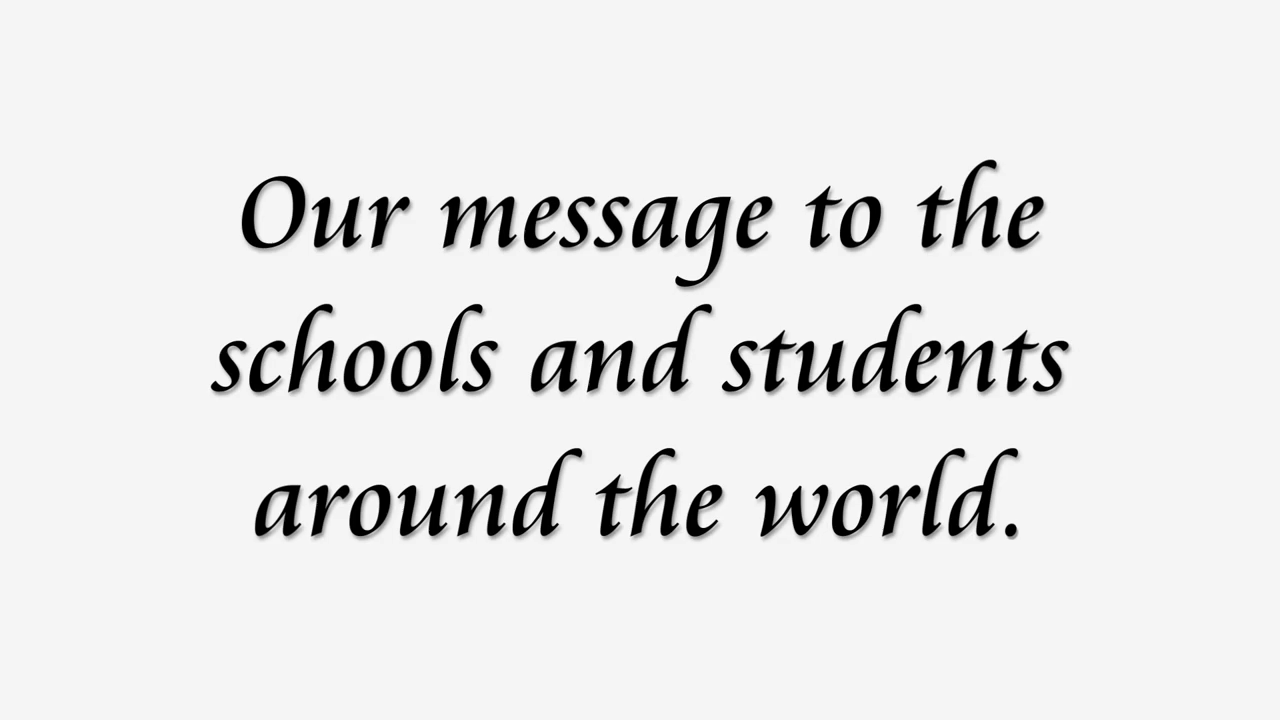 Our message to the
schools and students
around the world.